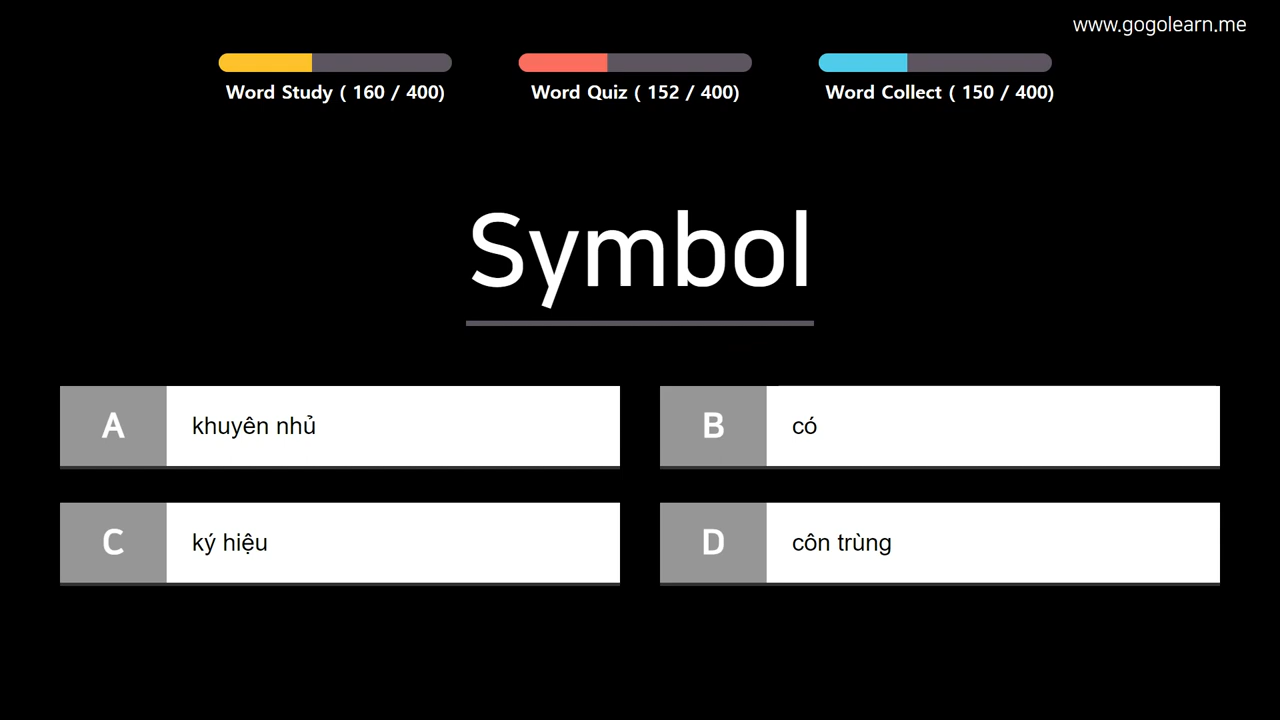 www.gogolearn.me
Word Study ( 160 / 400)
Word Quiz ( 152 / 400)
Word Collect ( 150 / 400)
Symbol
A khuyên nhủ
B có
C ký hiệu
D côn trùng